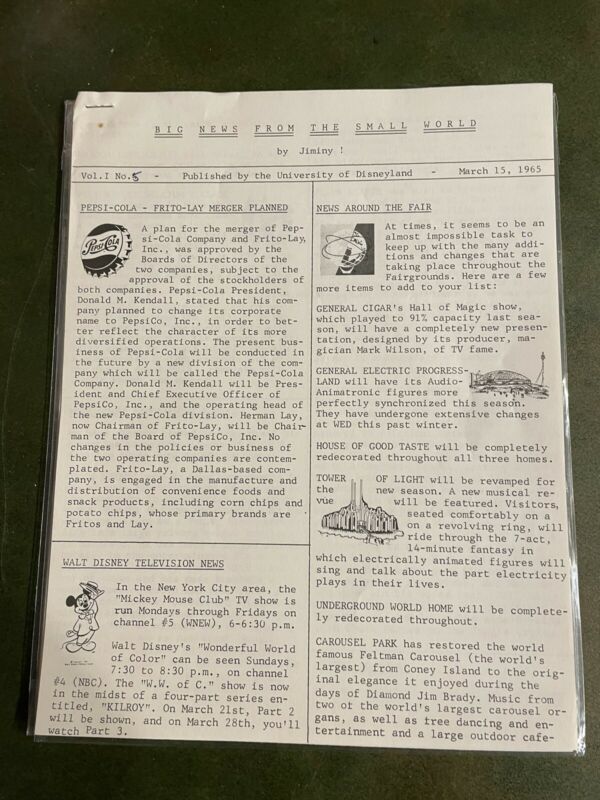 BIG NEWS FROM THE SMALL WORLD
by Jiminy !
Vol.I No.5 - Published by the University of Disneyland - March 15, 1965
PEPSI-COLA - FRITO-LAY MERGER PLANNED
Pepsi-Cola
A plan for the merger of Pep-
si-Cola Company and Frito-Lay,
Inc., was approved by the
Boards of Directors of the
two companies, subject to the
approval of the stockholders of
both companies. Pepsi-Cola President,
Donald M. Kendall, stated that his com-
pany planned to change its corporate
name to PepsiCo, Inc., in order to bet-
ter reflect the character of its more
diversified operations. The present bus-
iness of Pepsi-Cola will be conducted in
the future by a new division of the com-
pany which will be called the Pepsi-Cola
Company. Donald M. Kendall will be Pres-
ident and Chief Executive Officer of
PepsiCo, Inc., and the operating head of
the new Pepsi-Cola division. Herman Lay,
now Chairman of Frito-Lay, will be Chair-
man of the Board of PepsiCo, Inc. No
changes in the policies or business of
the two operating companies are contem-
plated. Frito-Lay, a Dallas-based com-
pany, is engaged in the manufacture and
distribution of convenience foods and
snack products, including corn chips and
potato chips, whose primary brands are
Fritos and Lay.
WALT DISNEY TELEVISION NEWS
In the New York City area, the
"Mickey Mouse Club" TV show is
run Mondays through Fridays on
channel #5 (WNEW), 6-6:30 p.m.
Walt Disney's "Wonderful World
of Color" can be seen Sundays,
7:30 to 8:30 p.m., on channel
#4 (NBC). The "W.W. of C." show is now
in the midst of a four-part series en-
titled, "KILROY". On March 21st, Part 2
will be shown, and on March 28th, you'll
watch Part 3.
NEWS AROUND THE FAIR
At times, it seems to be an
almost impossible task to
keep up with the many addi-
tions and changes that are
taking place throughout the
Fairgrounds. Here are a few
more items to add to your list:
GENERAL CIGAR's Hall of Magic show,
which played to 91% capacity last sea-
son, will have a completely new presen-
tation, designed by its producer, ma-
gician Mark Wilson, of TV fame.
GENERAL ELECTRIC PROGRESS-
LAND will have its Audio-
Animatronic figures more
perfectly synchronized this season.
They have undergone extensive changes
at WED this past winter.
HOUSE OF GOOD TASTE will be completely
redecorated throughout all three homes.
TOWER OF LIGHT will be revamped for
the new season. A new musical re-
vue will be featured. Visitors,
seated comfortably on a
on a revolving ring, will
ride through the 7-act,
14-minute fantasy in
which electrically animated figures will
sing and talk about the part electricity
plays in their lives.
UNDERGROUND WORLD HOME will be complete-
ly redecorated throughout.
CAROUSEL PARK has restored the world
famous Feltman Carousel (the world's
largest) from Coney Island to the orig-
inal elegance it enjoyed during the
days of Diamond Jim Brady. Music from
two of the world's largest carousel or-
gans, as well as free dancing and en-
tertainment and a large outdoor cafe-